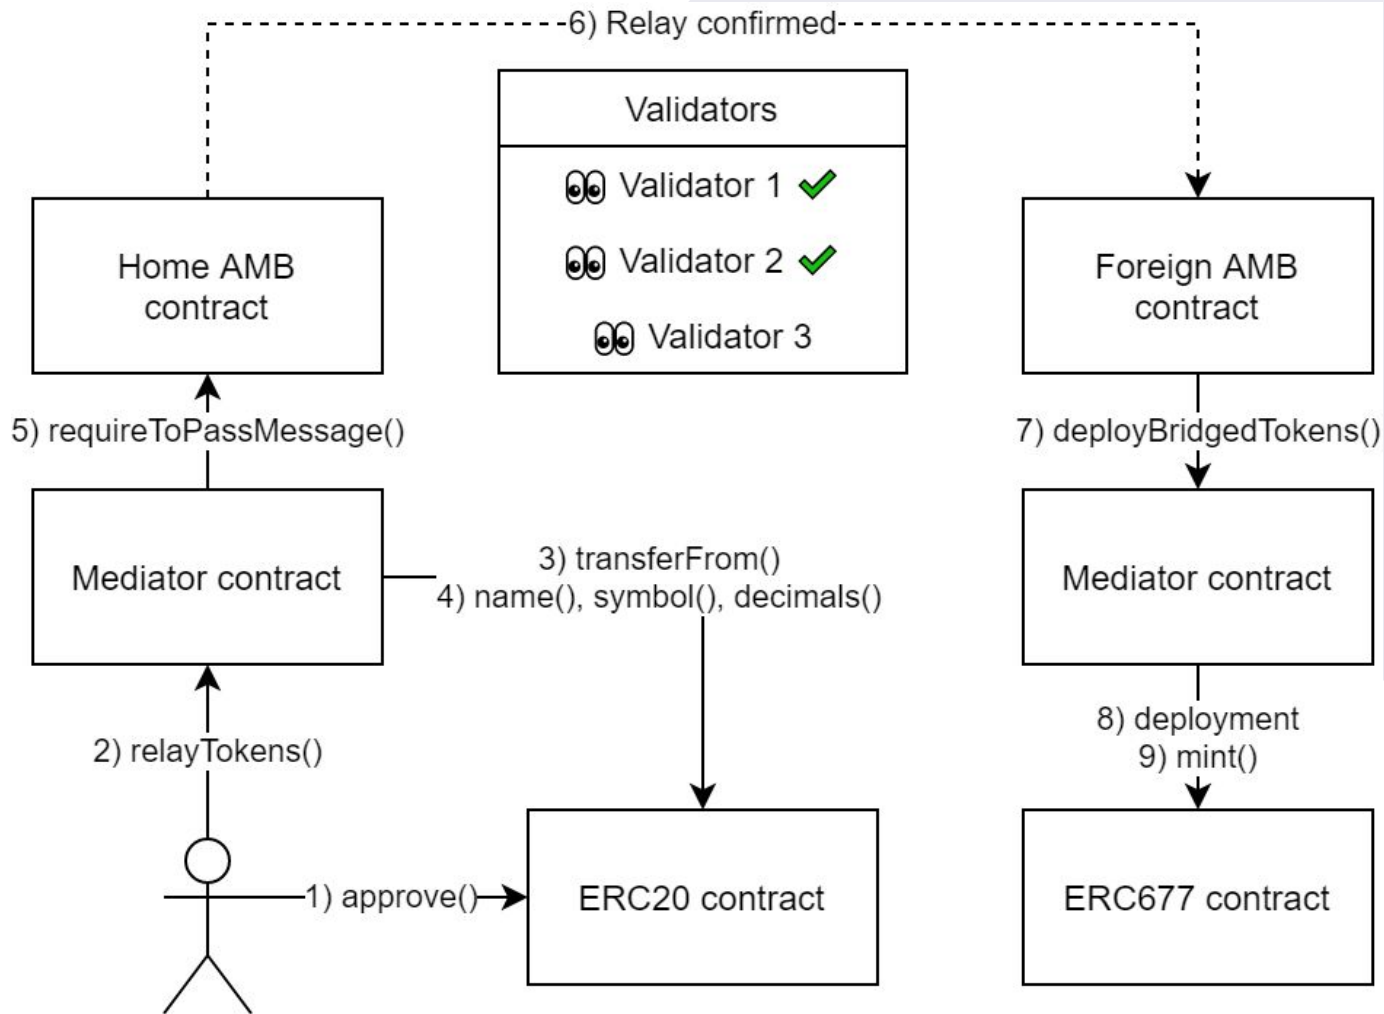 6) Relay confirmed
Validators
Validator 1
Validator 2
Validator 3
Home AMB
contract
Foreign AMB
contract
5) requireToPassMessage()
7) deployBridgedTokens()
Mediator contract
3) transferFrom()
4) name(), symbol(), decimals()
Mediator contract
2) relayTokens()
8) deployment
9) mint()
1) approve()
ERC20 contract
ERC677 contract